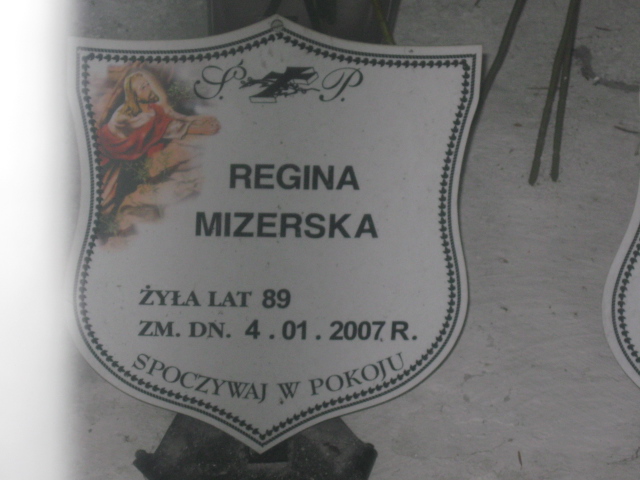 Ś. P.
REGINA
MIZERSKA
ŻYŁA LAT 89
ZM. DN. 4.01.2007 R.
SPOCZYWAJ W POKOJU